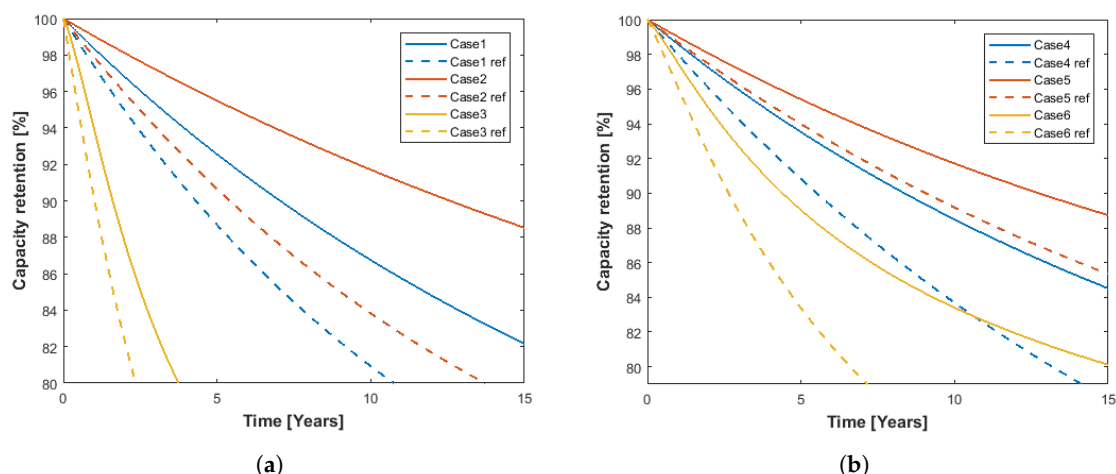 100
98
96
94
92
90
88
86
84
82
80
0
5
10
15
Capacity retention [%]
Time [Years]
Case1
Case1 ref
Case2
Case2 ref
Case3
Case3 ref
(a)
100
98
96
94
92
90
88
86
84
82
80
0
5
10
15
Capacity retention [%]
Time [Years]
Case4
Case4 ref
Case5
Case5 ref
Case6
Case6 ref
(b)